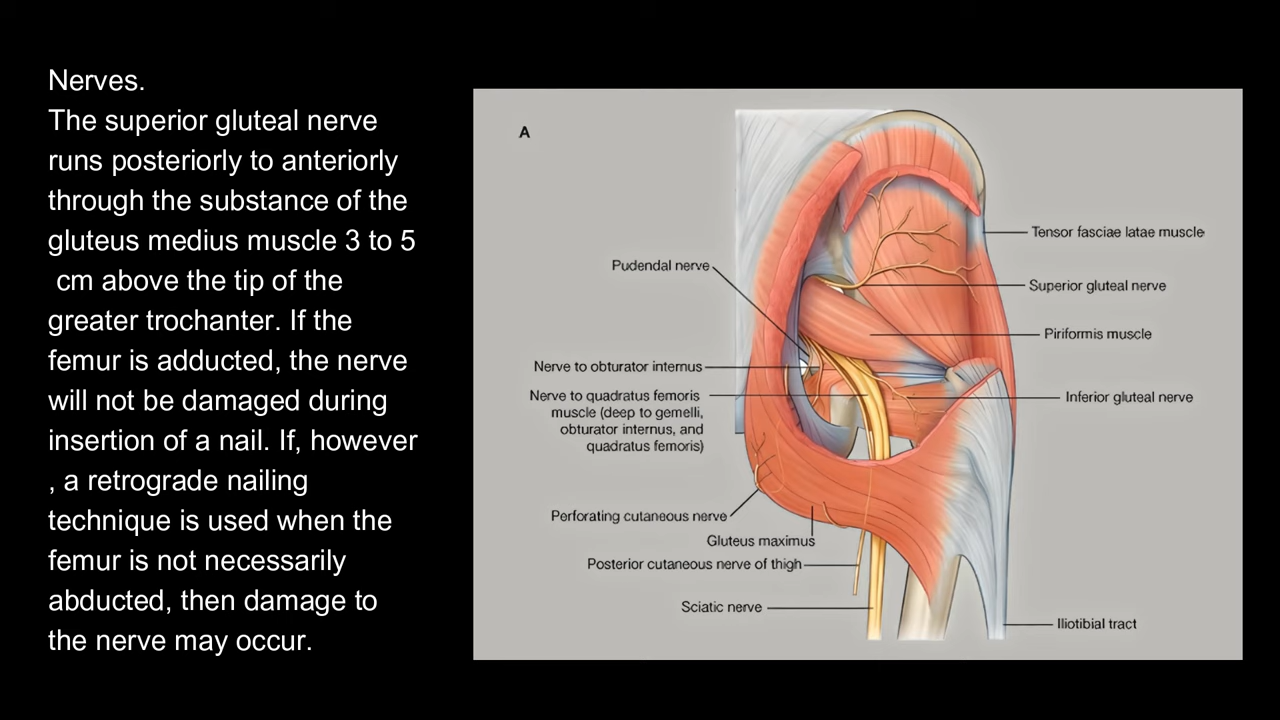 Nerves.
The superior gluteal nerve
runs posteriorly to anteriorly
through the substance of the
gluteus medius muscle 3 to 5
cm above the tip of the
greater trochanter. If the
femur is adducted, the nerve
will not be damaged during
insertion of a nail. If, however
, a retrograde nailing
technique is used when the
femur is not necessarily
abducted, then damage to
the nerve may occur.
A
Tensor fasciae latae muscle
Pudendal nerve
Superior gluteal nerve
Piriformis muscle
Nerve to obturator internus
Nerve to quadratus femoris
muscle (deep to gemelli,
obturator internus, and
quadratus femoris)
Inferior gluteal nerve
Perforating cutaneous nerve
Gluteus maximus
Posterior cutaneous nerve of thigh
Sciatic nerve
Iliotibial tract